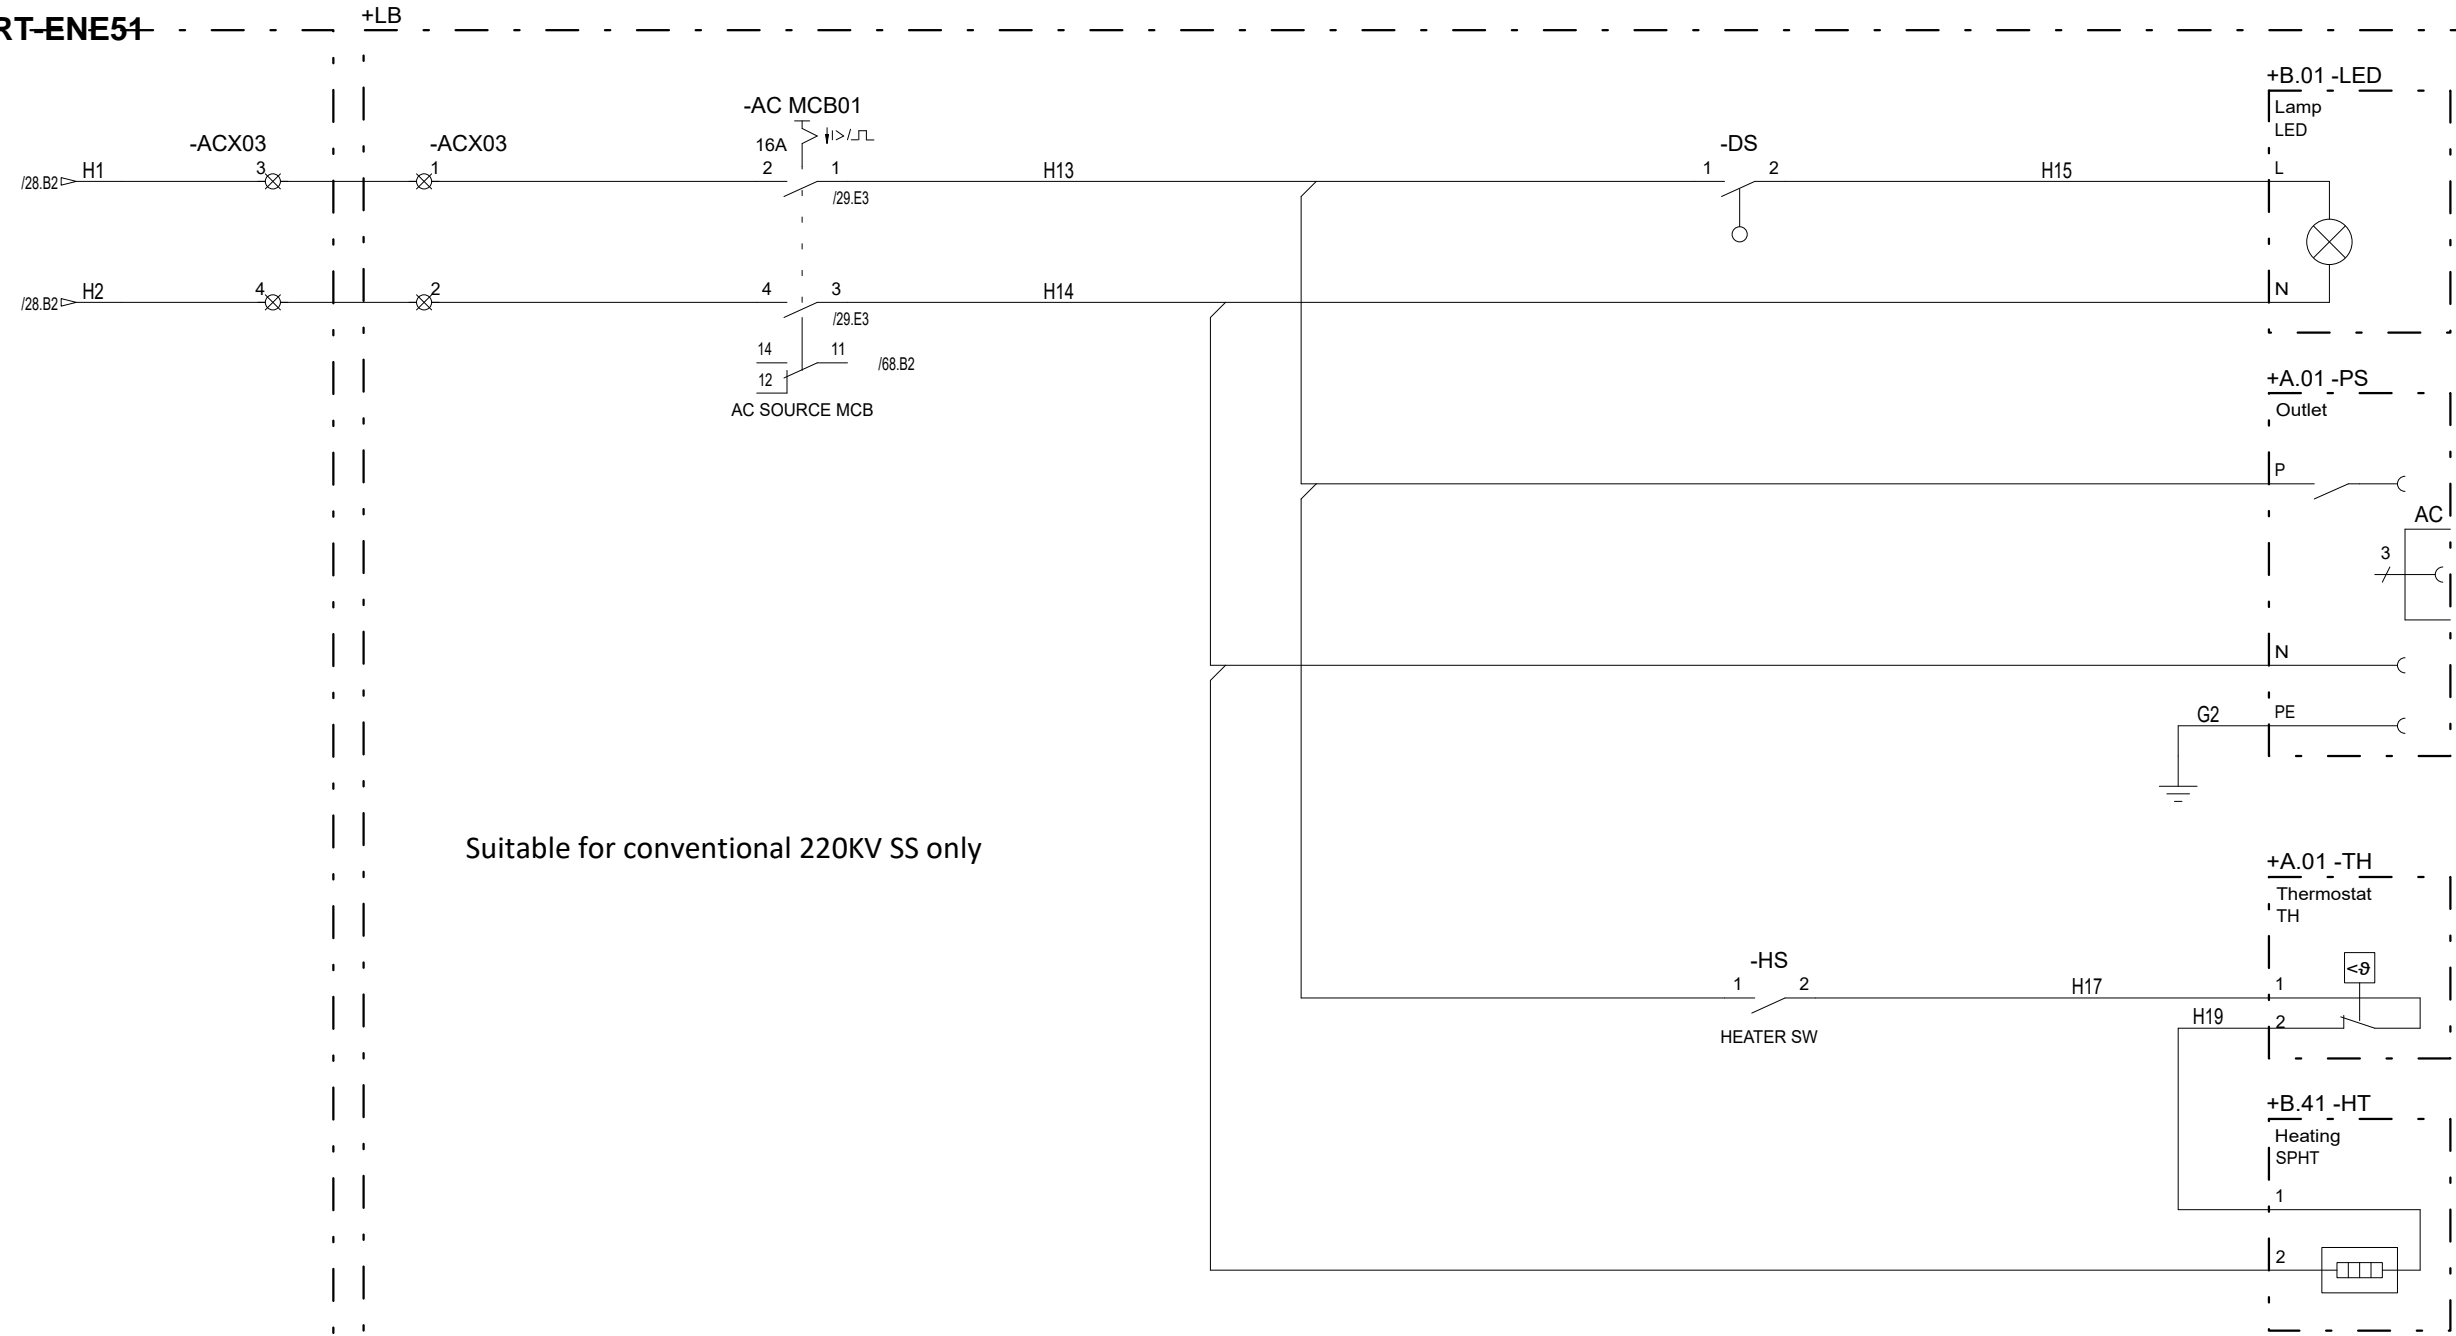 RT-ENE51
+LB
+B.01 -LED
Lamp
LED
-AC MCB01
I>/
-ACX03
-ACX03
16A
-DS
/28.B2
H1
3
1
2
1
H13
1
2
H15
L
/29.E3
/28.B2
H2
4
2
4
3
H14
N
/29.E3
14
11
/68.B2
12
AC SOURCE MCB
+A.01 -PS
Outlet
P
AC
3
N
G2
PE
Suitable for conventional 220KV SS only
+A.01 -TH
Thermostat
TH
-HS
<ϑ
1
2
H17
1
H19
2
HEATER SW
+B.41 -HT
Heating
SPHT
1
2